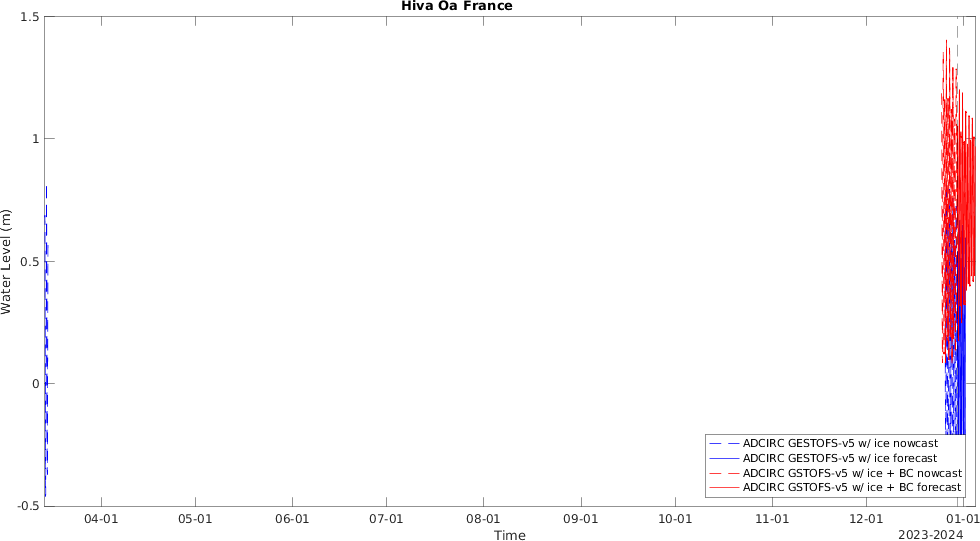 Hiva Oa France
1.5
1
0.5
0
-0.5
Water Level (m)
04-01 05-01 06-01 07-01 08-01 09-01 10-01 11-01 12-01 01-01
Time
2023-2024
ADCIRC GESTOFS-v5 w/ ice nowcast
ADCIRC GESTOFS-v5 w/ ice forecast
ADCIRC GSTOFS-v5 w/ ice + BC nowcast
ADCIRC GSTOFS-v5 w/ ice + BC forecast